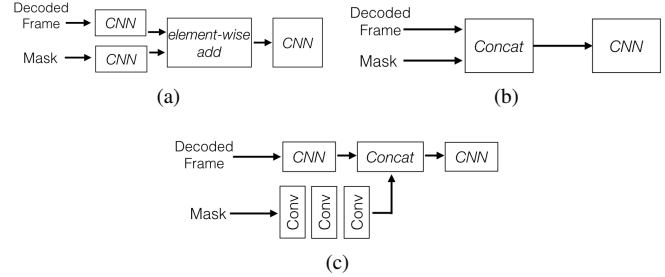 Decoded
Frame
CNN
Mask
CNN
element-wise
add
CNN
(a)
Decoded
Frame
Mask
Concat
CNN
(b)
Decoded
Frame
CNN
Concat
CNN
Mask
Conv
Conv
Conv
(c)